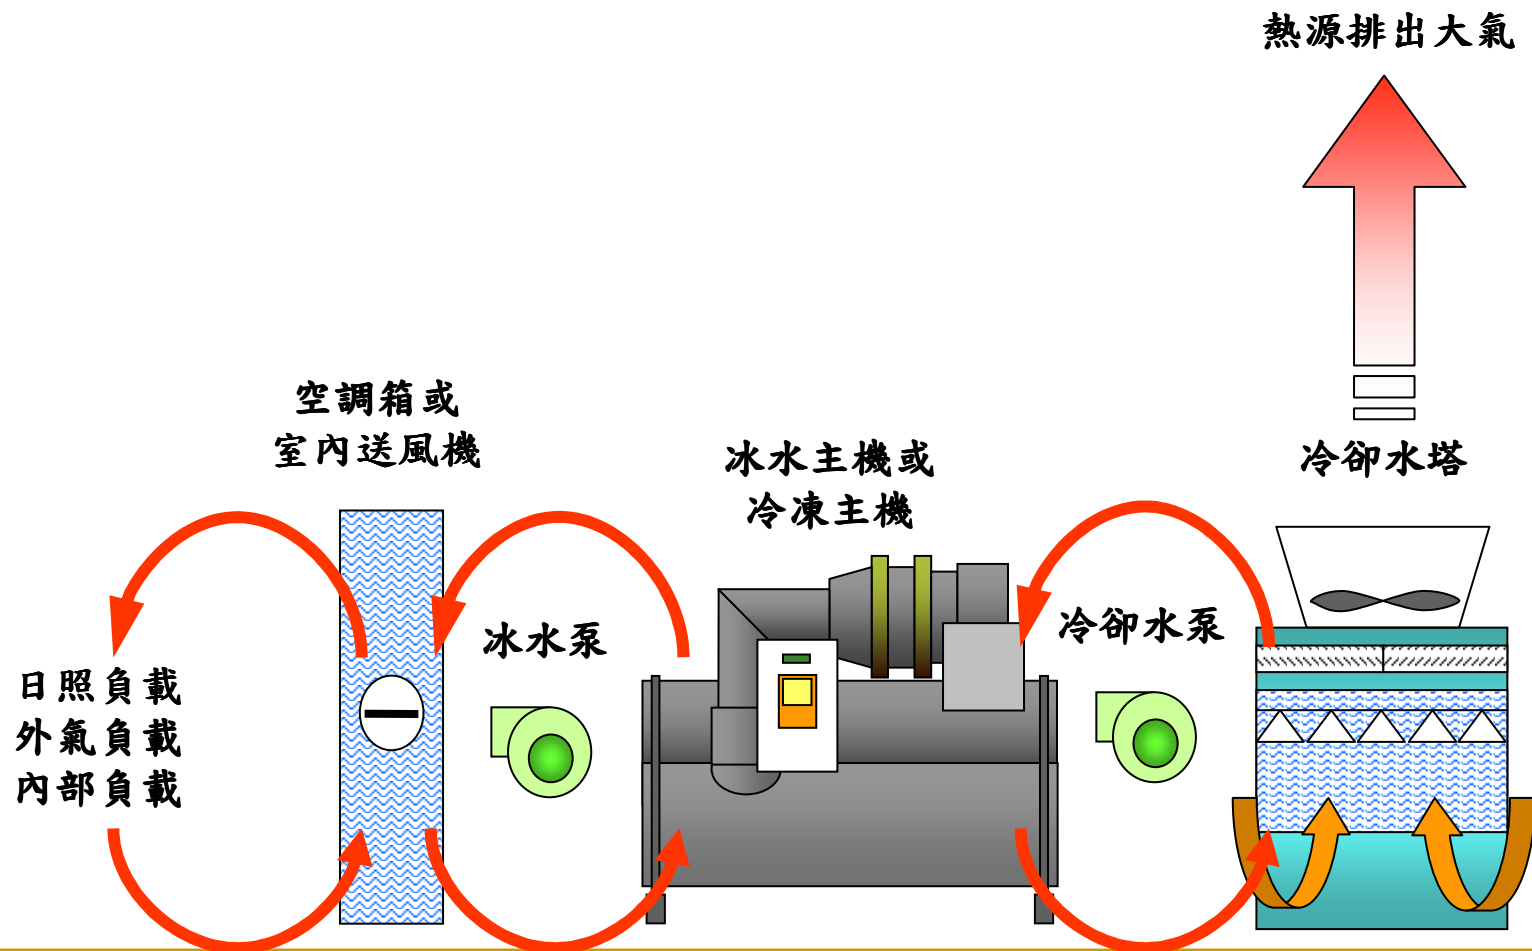 熱源排出大氣
空調箱或
室內送風機
冰水主機或
冷凍主機
冷卻水塔
冰水泵
冷卻水泵
日照負載
外氣負載
內部負載